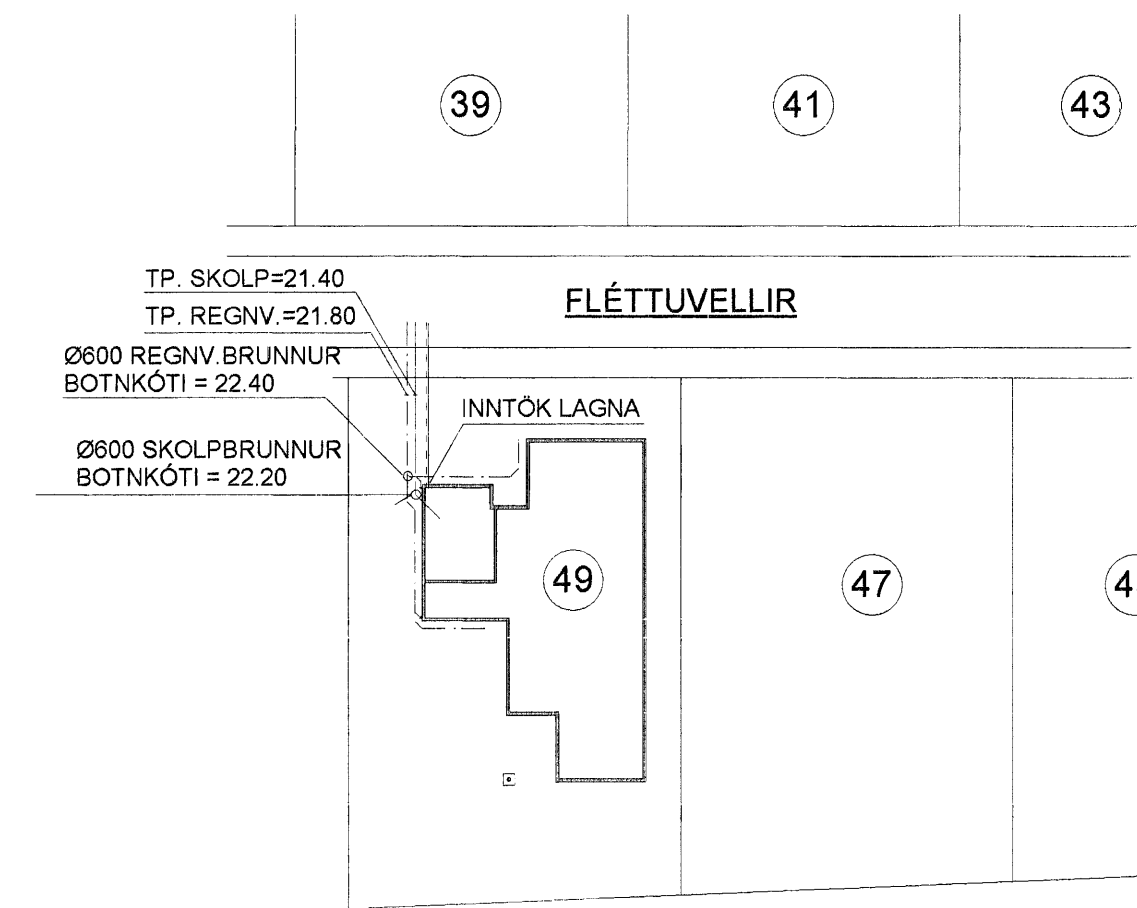 39
41
43
TP. SKOLP=21.40
TP. REGNV.=21.80
FLÉTTUVELLIR
Ø600 REGNV.BRUNNUR
BOTNKÓTI = 22.40
INNTÖK LAGNA
Ø600 SKOLPBRUNNUR
BOTNKÓTI = 22.20
49
47
4